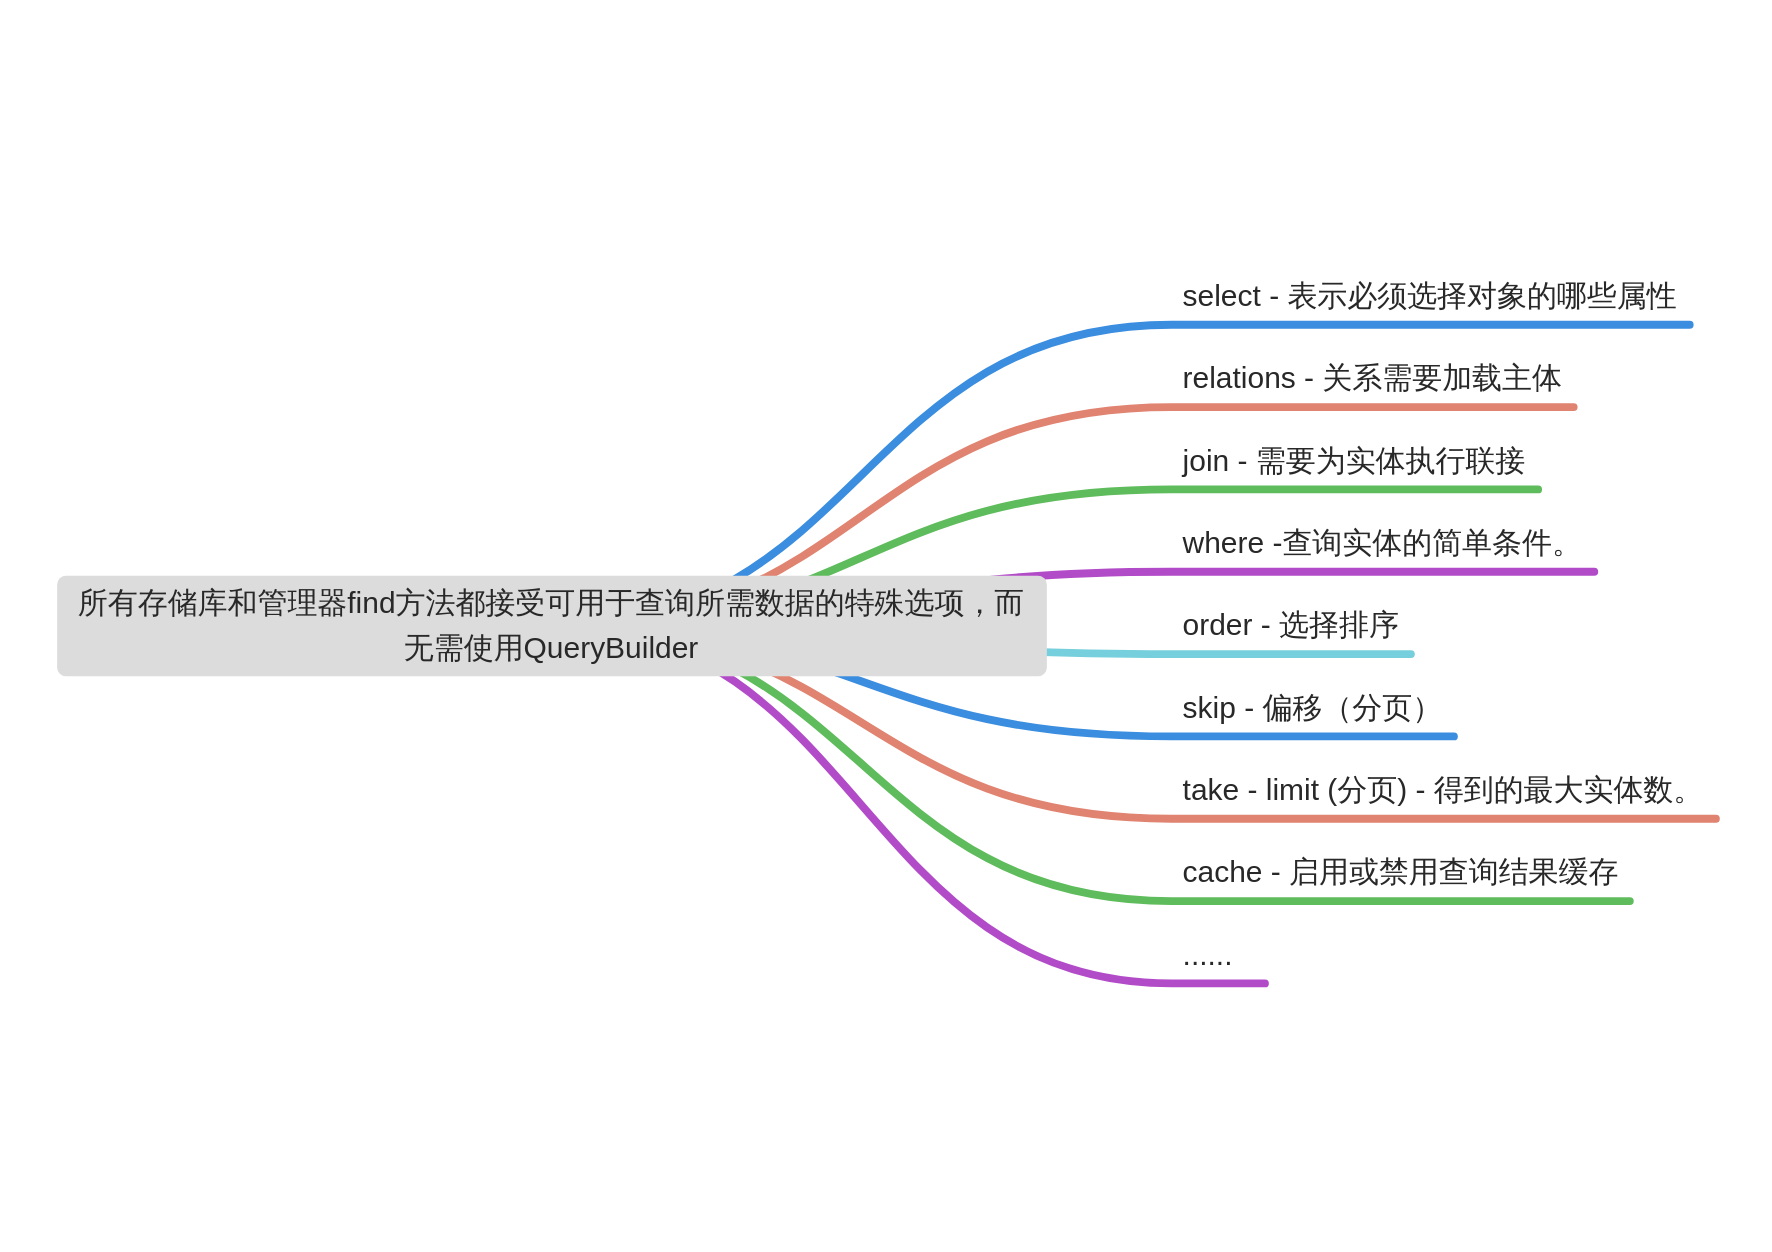 select - 表示必须选择对象的哪些属性
relations - 关系需要加载主体
join - 需要为实体执行联接
where -查询实体的简单条件。
所有存储库和管理器find方法都接受可用于查询所需数据的特殊选项，而
无需使用QueryBuilder
order - 选择排序
skip - 偏移（分页）
take - limit (分页) - 得到的最大实体数。
cache - 启用或禁用查询结果缓存
......